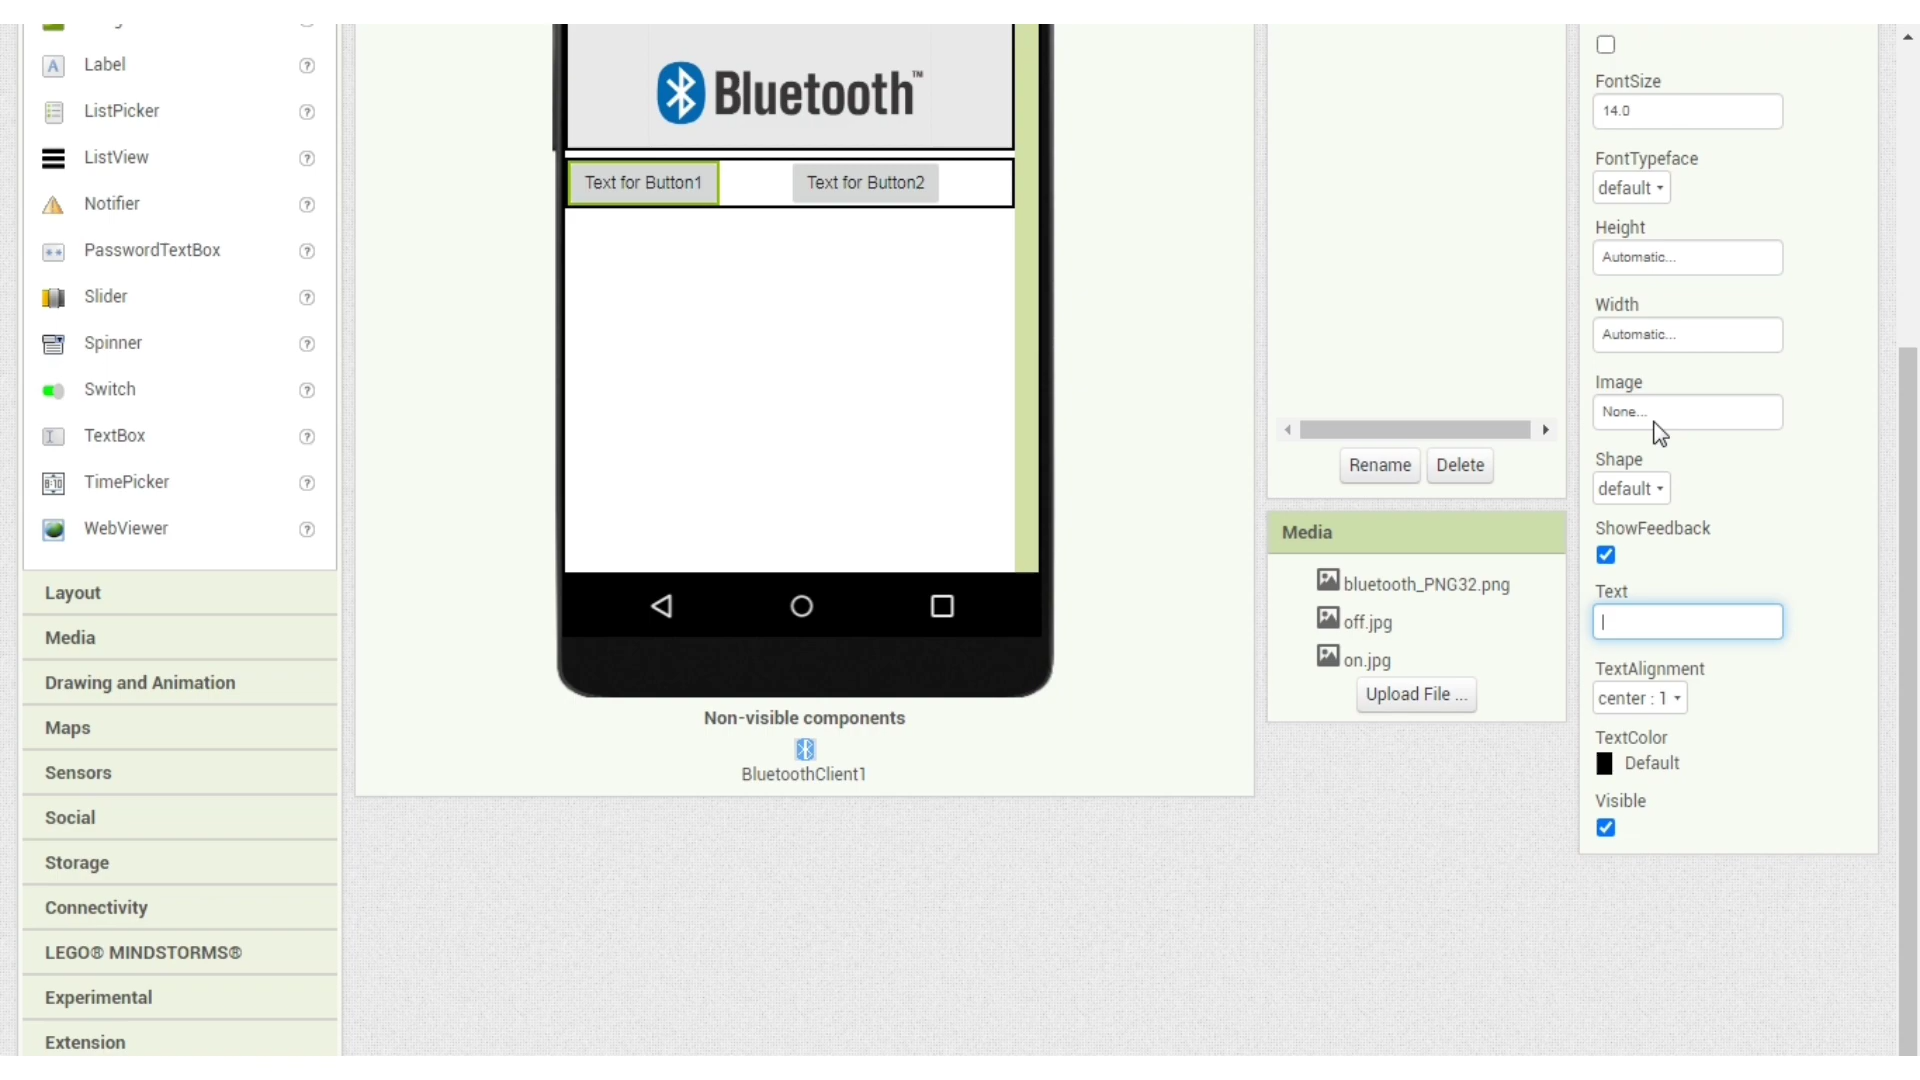 Label
ListPicker
ListView
Notifier
PasswordTextBox
Slider
Spinner
Switch
TextBox
TimePicker
WebViewer
Layout
Media
Drawing and Animation
Maps
Sensors
Social
Storage
Connectivity
LEGO® MINDSTORMS®
Experimental
Extension
Bluetooth™
Text for Button1
Text for Button2
Non-visible components
BluetoothClient1
Rename
Delete
Media
bluetooth_PNG32.png
off.jpg
on.jpg
Upload File ...
FontSize
14.0
FontTypeface
default
Height
Automatic...
Width
Automatic...
Image
None...
Shape
default
ShowFeedback
Text
TextAlignment
center : 1
TextColor
Default
Visible